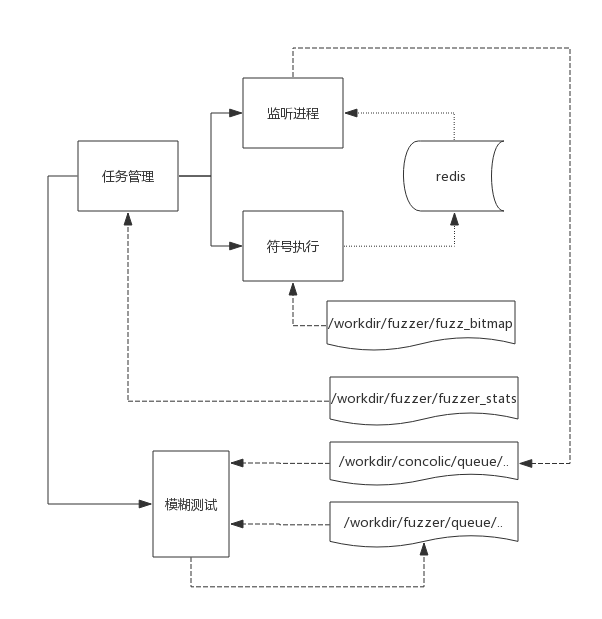 监听进程
任务管理
redis
符号执行
/workdir/fuzzer/fuzz_bitmap
/workdir/fuzzer/fuzzer_stats
/workdir/concolic/queue/..
模糊测试
/workdir/fuzzer/queue/..